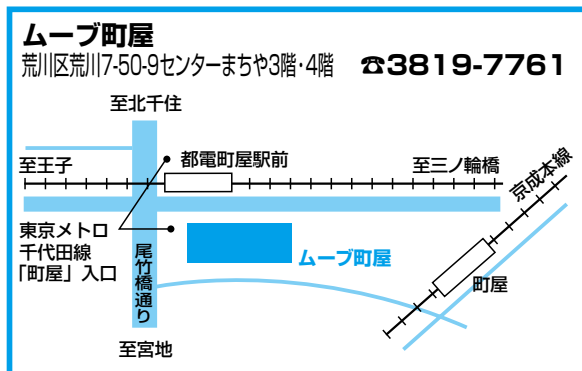 ムーブ町屋
荒川区荒川7-50-9センターまちや3階・4階 ☎3819-7761
至北千住
至王子
都電町屋駅前
至三ノ輪橋
京成本線
東京メトロ
千代田線
「町屋」入口
尾竹橋通り
ムーブ町屋
町屋
至宮地